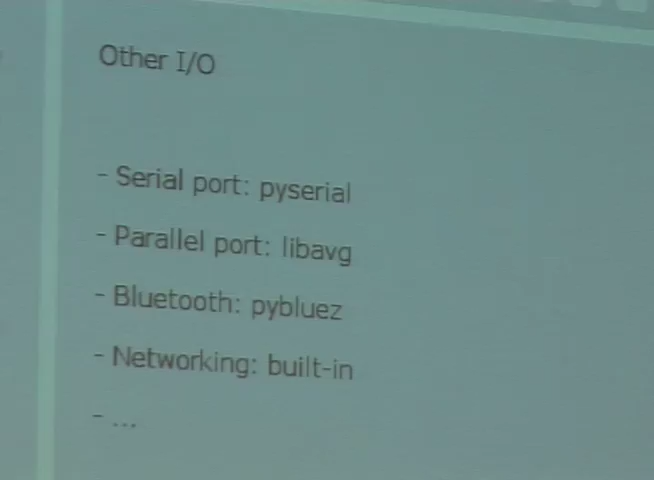 Other I/O
- Serial port: pyserial
- Parallel port: libavg
- Bluetooth: pybluez
- Networking: built-in
- ...